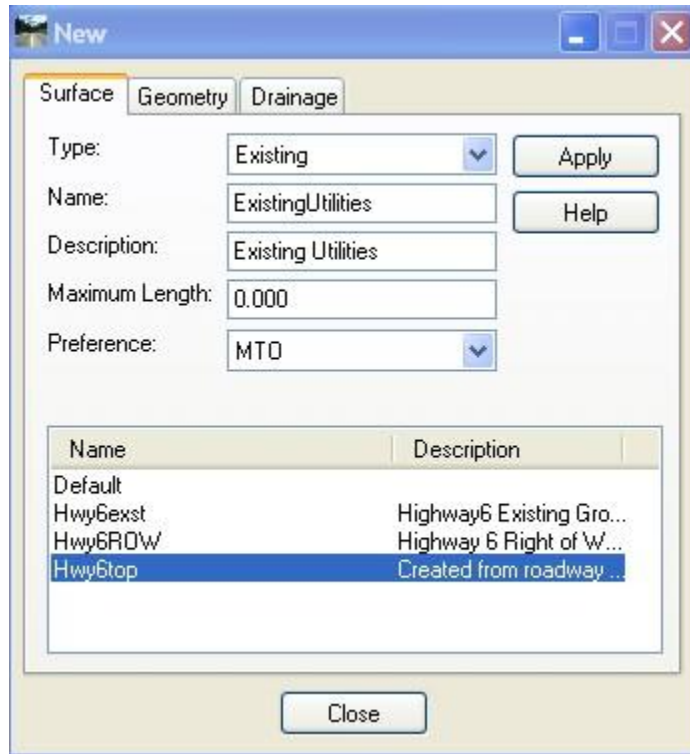 New
Surface Geometry Drainage
Type: Existing Apply
Name: ExistingUtilities Help
Description: Existing Utilities
Maximum Length: 0.000
Preference: MTO
Name Description
Default
Hwy6exst Highway6 Existing Gro...
Hwy6ROW Highway 6 Right of W...
Hwy6top Created from roadway ...
Close